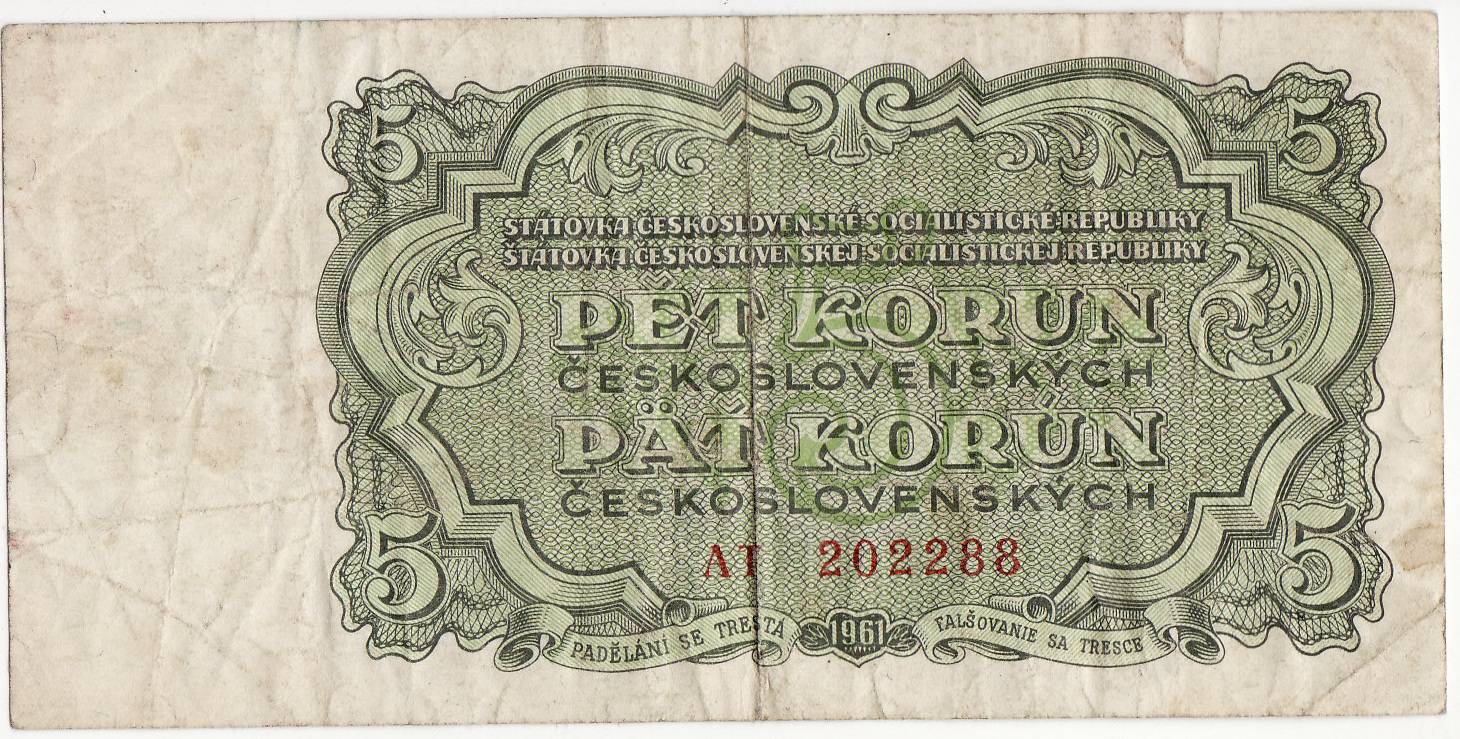 5 5
STÁTOVKA ČESKOSLOVENSKÉ SOCIALISTICKÉ REPUBLIKY
ŠTÁTOVKA ČESKOSLOVENSKEJ SOCIALISTICKEJ REPUBLIKY
PĚT KORUN
ČESKOSLOVENSKÝCH
PÄŤ KORÚN
ČESKOSLOVENSKÝCH
5 5
AT 202288
PADĚLÁNÍ SE TRESTÁ 1961 FALŠOVANIE SA TRESCE